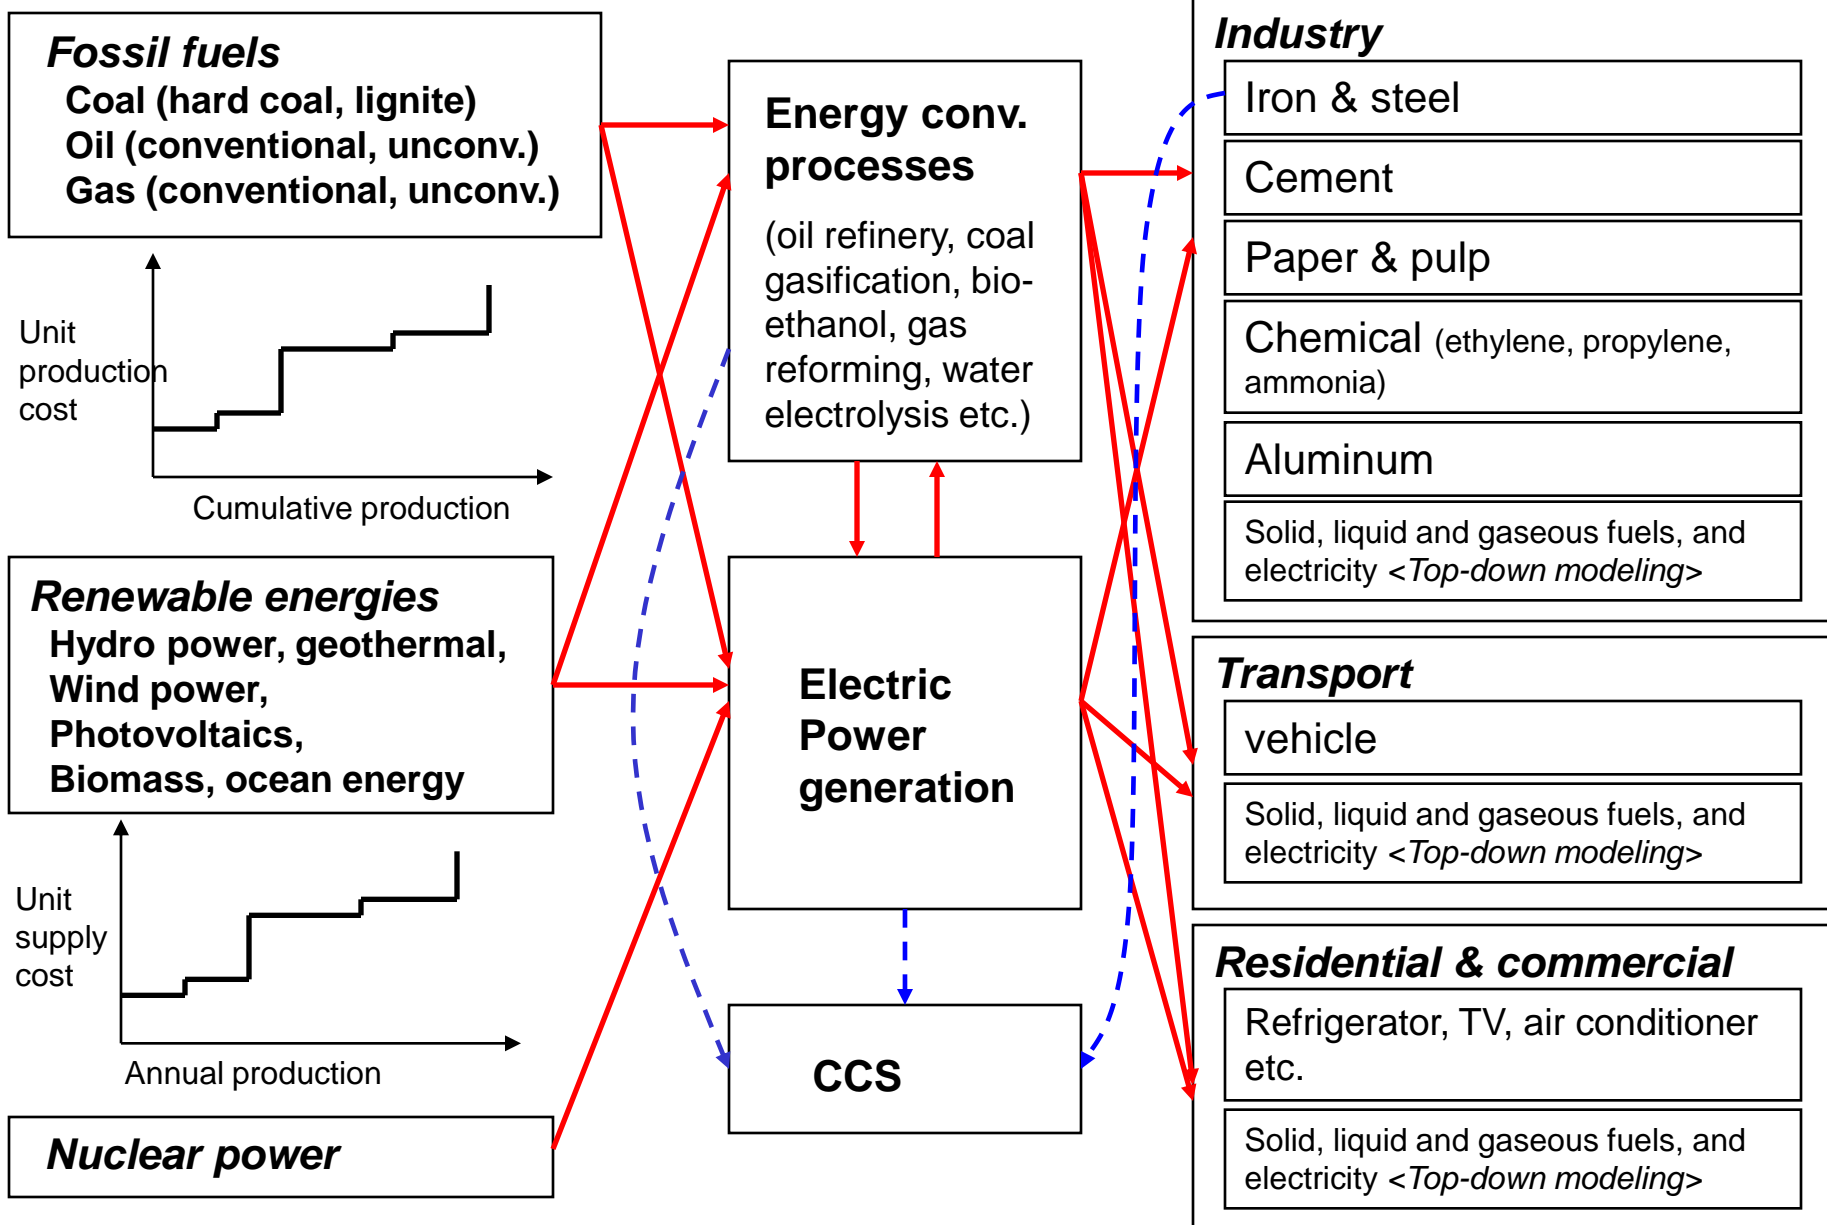 Fossil fuels
Coal (hard coal, lignite)
Oil (conventional, unconv.)
Gas (conventional, unconv.)
Unit
production
cost
Cumulative production
Renewable energies
Hydro power, geothermal,
Wind power,
Photovoltaics,
Biomass, ocean energy
Unit
supply
cost
Annual production
Nuclear power
Energy conv.
processes
(oil refinery, coal
gasification, bio-
ethanol, gas
reforming, water
electrolysis etc.)
Electric
Power
generation
CCS
Industry
Iron & steel
Cement
Paper & pulp
Chemical (ethylene, propylene,
ammonia)
Aluminum
Solid, liquid and gaseous fuels, and
electricity <Top-down modeling>
Transport
vehicle
Solid, liquid and gaseous fuels, and
electricity <Top-down modeling>
Residential & commercial
Refrigerator, TV, air conditioner
etc.
Solid, liquid and gaseous fuels, and
electricity <Top-down modeling>